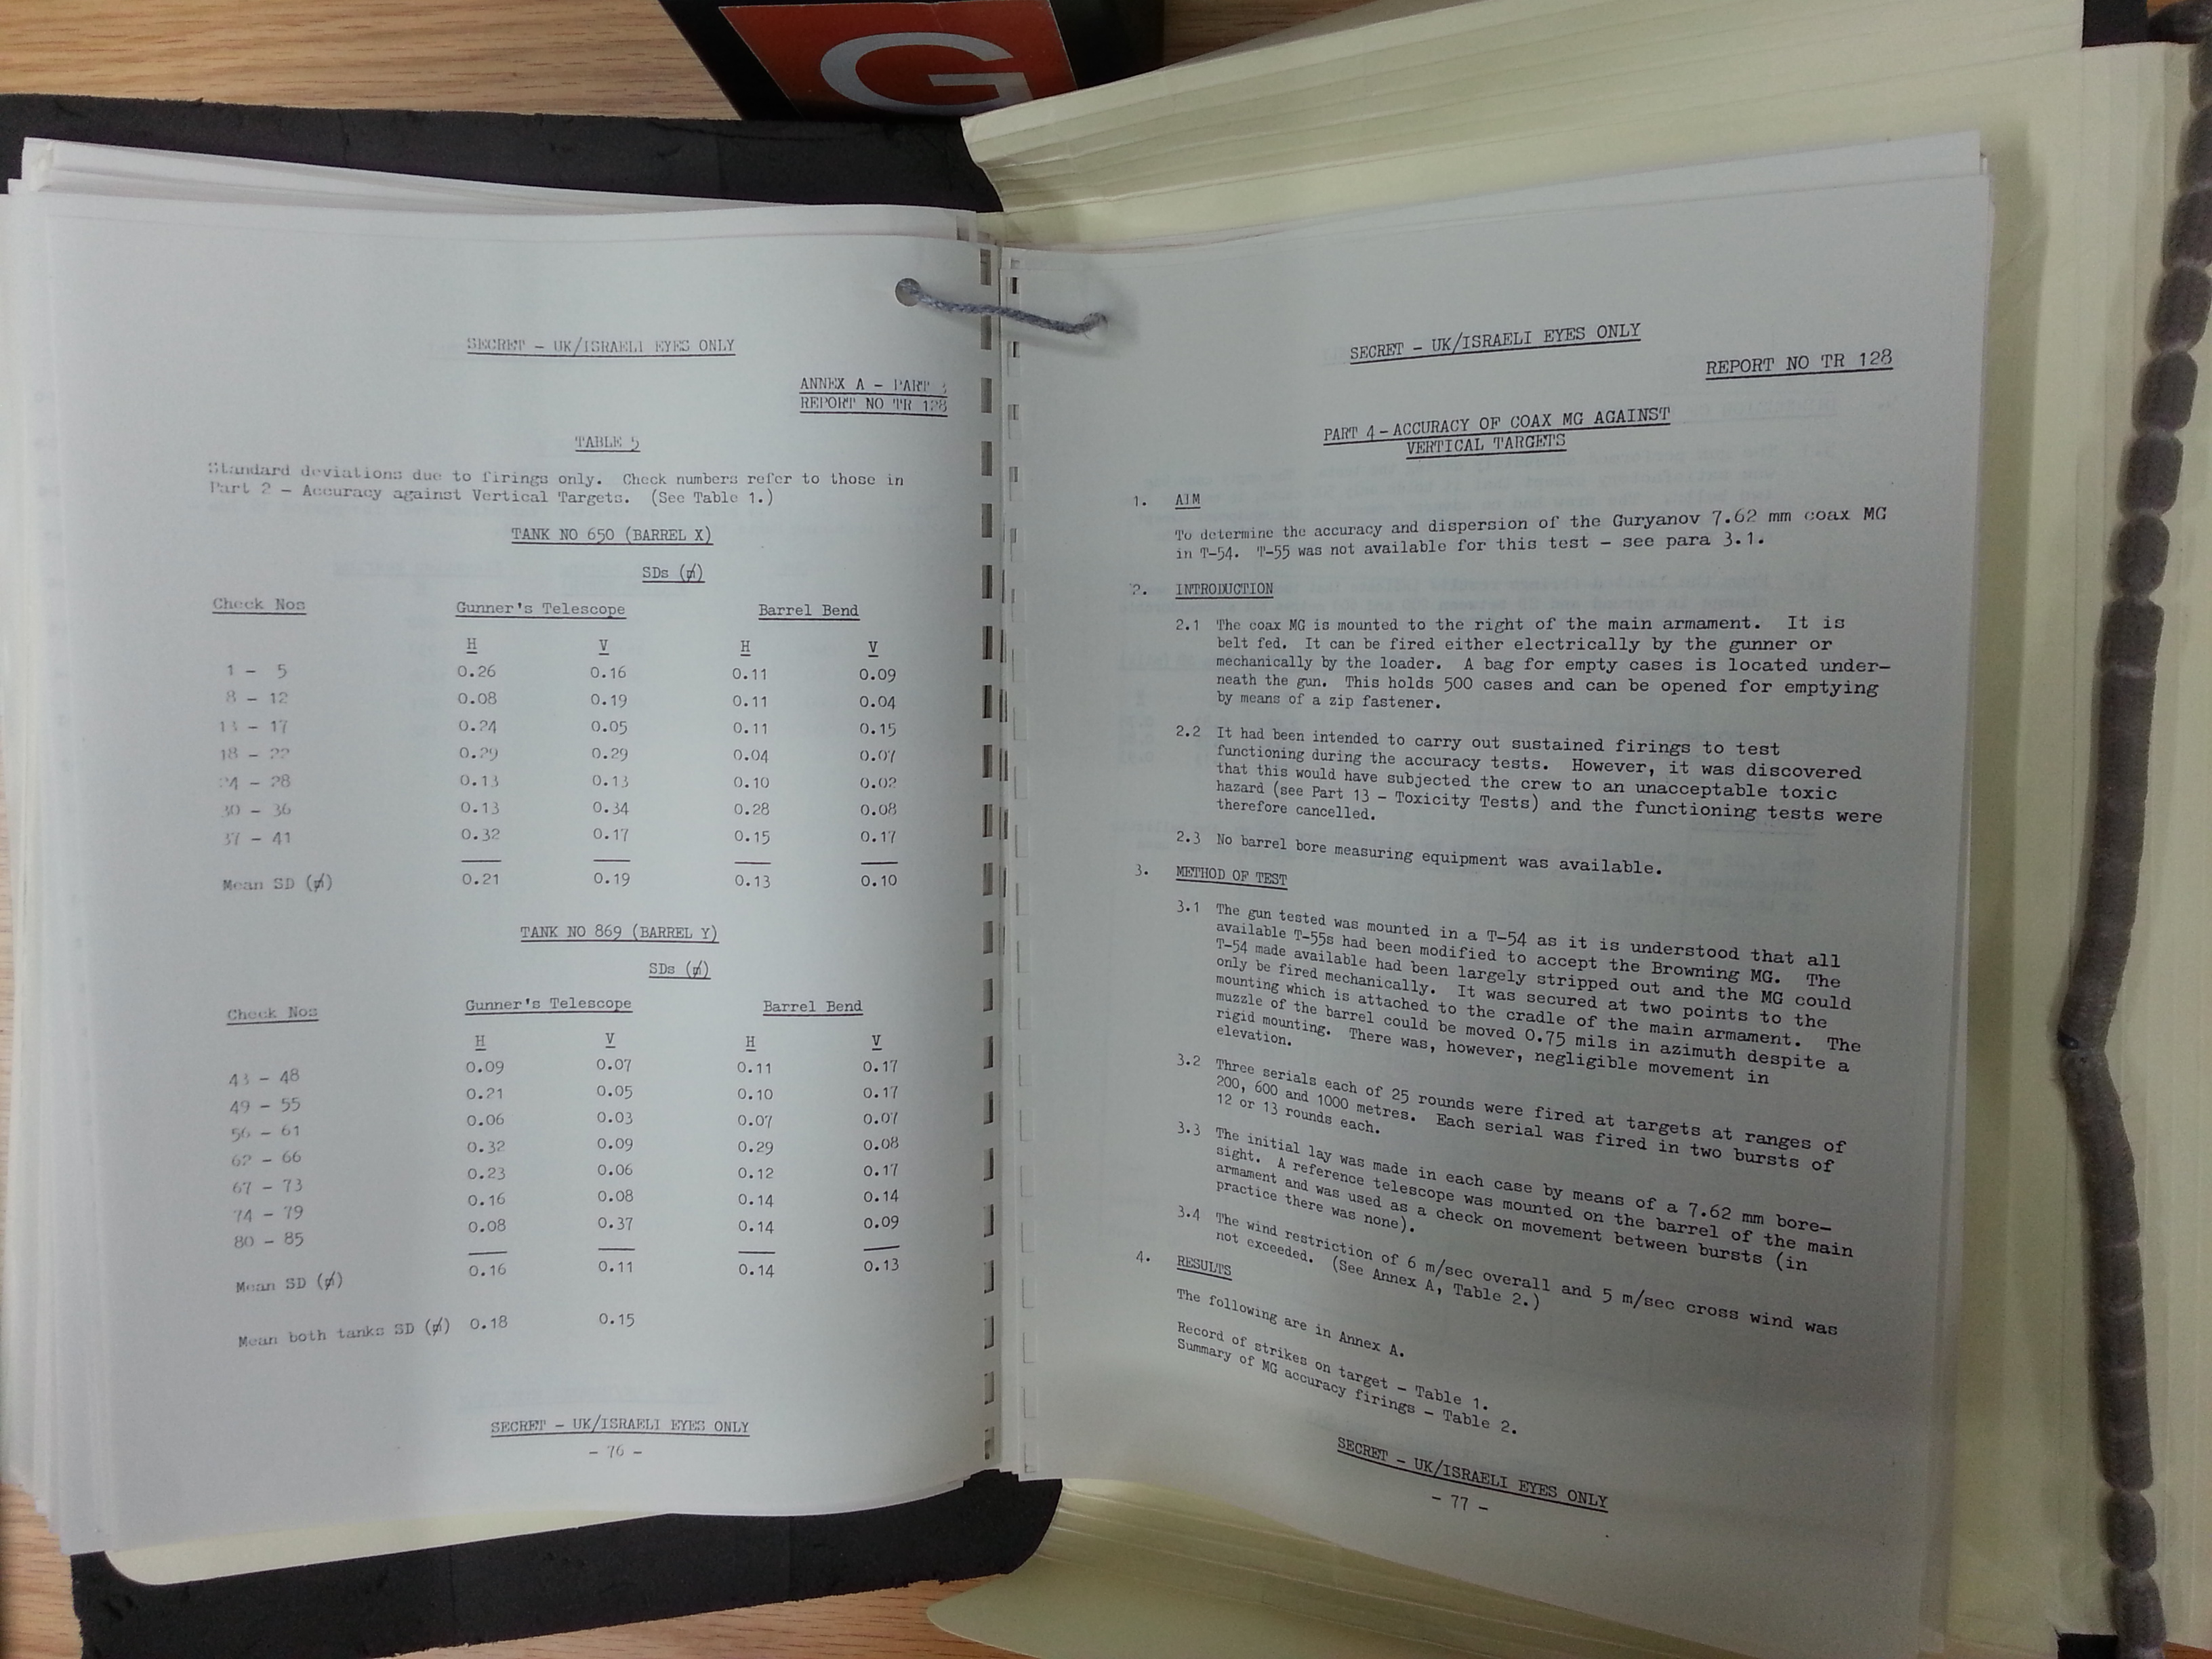 G
SECRET - UK/ISRAELI EYES ONLY
ANNEX A - PART 3
REPORT NO TR 128
TABLE 5
Standard deviations due to firings only. Check numbers refer to those in
Part 2 - Accuracy against Vertical Targets. (See Table 1.)
TANK NO 650 (BARREL X)
SDs (m̸)
Check Nos Gunner's Telescope Barrel Bend
H V H V
1 - 5 0.26 0.16 0.11 0.09
8 - 12 0.08 0.19 0.11 0.04
13 - 17 0.24 0.05 0.11 0.15
18 - 22 0.29 0.29 0.04 0.07
24 - 28 0.13 0.13 0.10 0.02
30 - 36 0.13 0.34 0.28 0.08
37 - 41 0.32 0.17 0.15 0.17
Mean SD (m̸) 0.21 0.19 0.13 0.10
TANK NO 869 (BARREL Y)
SDs (m̸)
Check Nos Gunner's Telescope Barrel Bend
H V H V
43 - 48 0.09 0.07 0.11 0.17
49 - 55 0.21 0.05 0.10 0.17
56 - 61 0.06 0.03 0.07 0.07
62 - 66 0.32 0.09 0.29 0.08
67 - 73 0.23 0.06 0.12 0.17
74 - 79 0.16 0.08 0.14 0.14
80 - 85 0.08 0.37 0.14 0.09
Mean SD (m̸) 0.16 0.11 0.14 0.13
Mean both tanks SD (m̸) 0.18 0.15
SECRET - UK/ISRAELI EYES ONLY
- 76 -
SECRET - UK/ISRAELI EYES ONLY
REPORT NO TR 128
PART 4 - ACCURACY OF COAX MG AGAINST
VERTICAL TARGETS
1. AIM
To determine the accuracy and dispersion of the Guryanov 7.62 mm coax MG
in T-54. T-55 was not available for this test - see para 3.1.
2. INTRODUCTION
2.1 The coax MG is mounted to the right of the main armament. It is
belt fed. It can be fired either electrically by the gunner or
mechanically by the loader. A bag for empty cases is located under-
neath the gun. This holds 500 cases and can be opened for emptying
by means of a zip fastener.
2.2 It had been intended to carry out sustained firings to test
functioning during the accuracy tests. However, it was discovered
that this would have subjected the crew to an unacceptable toxic
hazard (see Part 13 - Toxicity Tests) and the functioning tests were
therefore cancelled.
2.3 No barrel bore measuring equipment was available.
3. METHOD OF TEST
3.1 The gun tested was mounted in a T-54 as it is understood that all
available T-55s had been modified to accept the Browning MG. The
T-54 made available had been largely stripped out and the MG could
only be fired mechanically. It was secured at two points to the
mounting which is attached to the cradle of the main armament. The
muzzle of the barrel could be moved 0.75 mils in azimuth despite a
rigid mounting. There was, however, negligible movement in
elevation.
3.2 Three serials each of 25 rounds were fired at targets at ranges of
200, 600 and 1000 metres. Each serial was fired in two bursts of
12 or 13 rounds each.
3.3 The initial lay was made in each case by means of a 7.62 mm bore-
sight. A reference telescope was mounted on the barrel of the main
armament and was used as a check on movement between bursts (in
practice there was none).
3.4 The wind restriction of 6 m/sec overall and 5 m/sec cross wind was
not exceeded. (See Annex A, Table 2.)
4. RESULTS
The following are in Annex A.
Record of strikes on target - Table 1.
Summary of MG accuracy firings - Table 2.
SECRET - UK/ISRAELI EYES ONLY
- 77 -